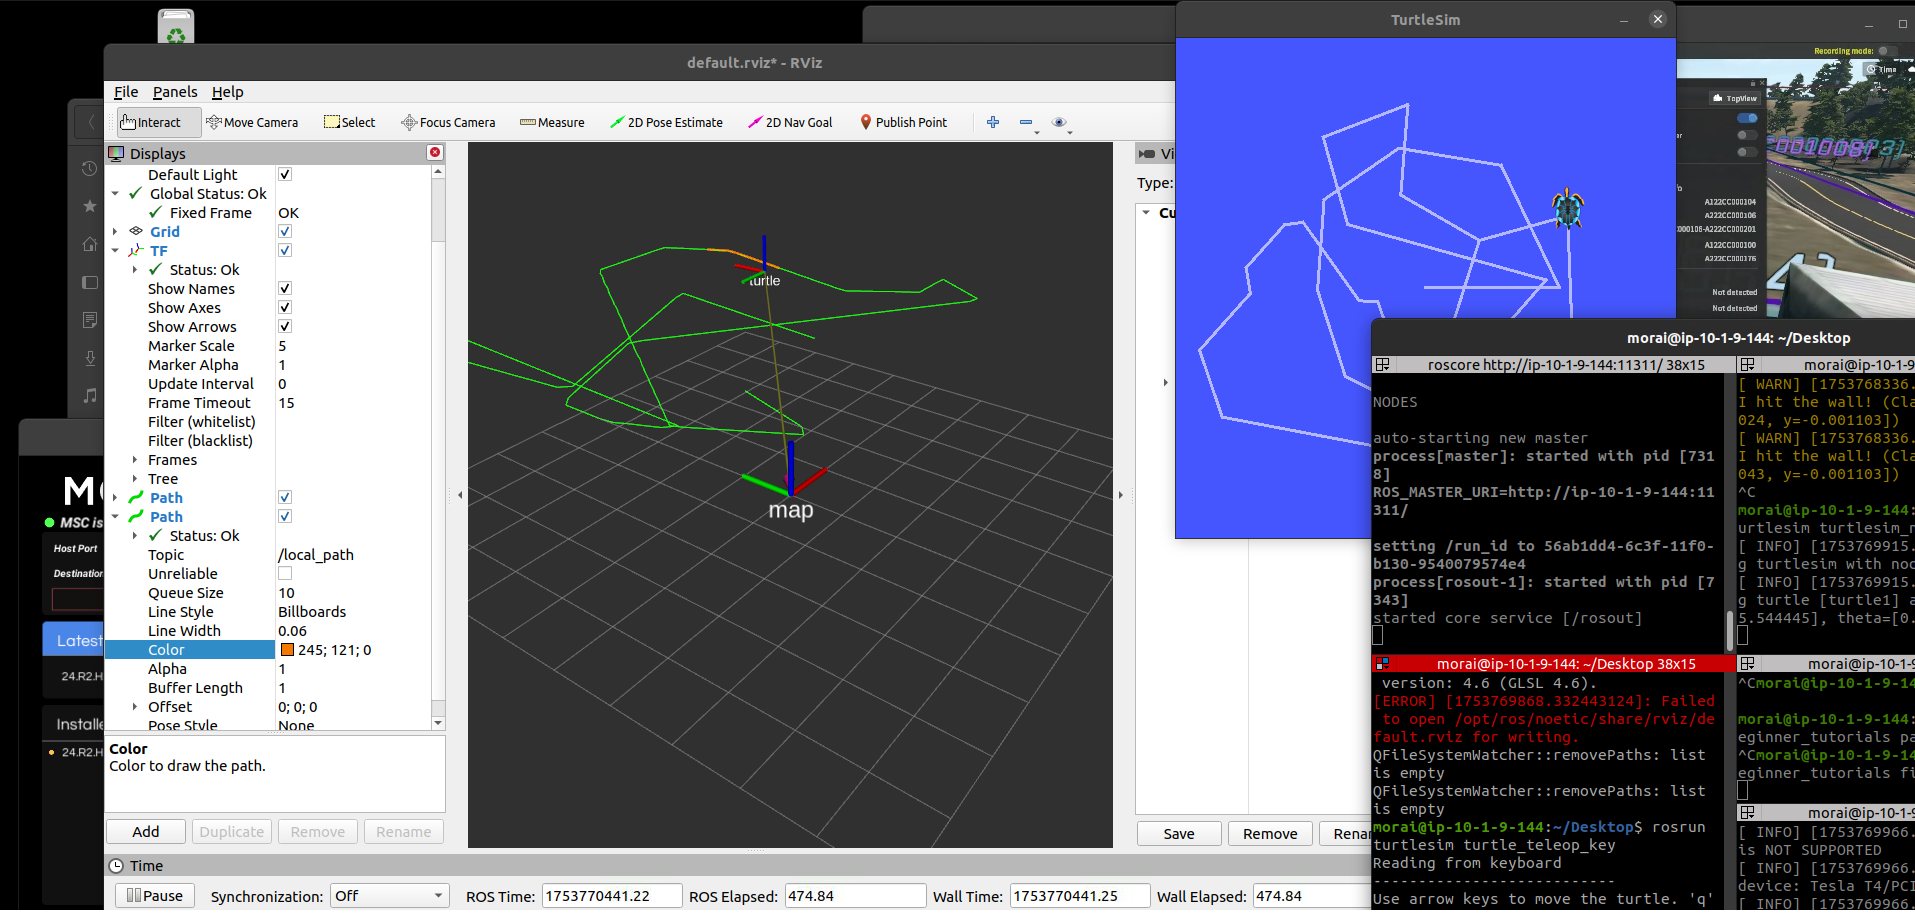 TurtleSim
default.rviz* - RViz
File Panels Help
Interact Move Camera Select Focus Camera Measure 2D Pose Estimate 2D Nav Goal Publish Point
Displays
Default Light
Global Status: Ok
Fixed Frame OK
Grid
TF
Status: Ok
Show Names
Show Axes
Show Arrows
Marker Scale 5
Marker Alpha 1
Update Interval 0
Frame Timeout 15
Filter (whitelist)
Filter (blacklist)
Frames
Tree
Path
Path
Status: Ok
Topic /local_path
Unreliable
Queue Size 10
Line Style Billboards
Line Width 0.06
Color 245; 121; 0
Alpha 1
Buffer Length 1
Offset 0; 0; 0
Pose Style None
Color
Color to draw the path.
Add Duplicate Remove Rename
Time
Pause Synchronization: Off ROS Time: 1753770441.22 ROS Elapsed: 474.84 Wall Time: 1753770441.25 Wall Elapsed: 474.84
turtle
map
Vi
Type:
Cu
Save Remove Renam
MSC is
Host Port
Destination
Latest
24.R2.H
Installe
24.R2.H
Recording mode:
Time
TopView
A122CC000104
A222CC000106
000108-A222CC000201
A222CC000100
A222CC000176
Not detected
Not detected
morai@ip-10-1-9-144: ~/Desktop
roscore http://ip-10-1-9-144:11311/ 38x15
NODES
auto-starting new master
process[master]: started with pid [731
8]
ROS_MASTER_URI=http://ip-10-1-9-144:11
311/
setting /run_id to 56ab1dd4-6c3f-11f0-
b130-9540079574e4
process[rosout-1]: started with pid [7
343]
started core service [/rosout]
morai@ip-10-1-9
[ WARN] [1753768336.
I hit the wall! (Cla
024, y=-0.001103])
[ WARN] [1753768336.
I hit the wall! (Cla
043, y=-0.001103])
^C
morai@ip-10-1-9-144:
urtlesim turtlesim_n
[ INFO] [1753769915.
g turtlesim with nod
[ INFO] [1753769915.
g turtle [turtle1] a
5.544445], theta=[0.
morai@ip-10-1-9-144: ~/Desktop 38x15
version: 4.6 (GLSL 4.6).
[ERROR] [1753769868.332443124]: Failed
to open /opt/ros/noetic/share/rviz/de
fault.rviz for writing.
QFileSystemWatcher::removePaths: list
is empty
QFileSystemWatcher::removePaths: list
is empty
morai@ip-10-1-9-144:~/Desktop$ rosrun
turtlesim turtle_teleop_key
Reading from keyboard
---------------------------
Use arrow keys to move the turtle. 'q'
morai@ip-10-1-9
^Cmorai@ip-10-1-9-14
morai@ip-10-1-9-144:
eginner_tutorials pa
^Cmorai@ip-10-1-9-14
eginner_tutorials fi
morai@ip-10-1-9
[ INFO] [1753769966.
is NOT SUPPORTED
[ INFO] [1753769966.
device: Tesla T4/PCI
[ INFO] [1753769966.